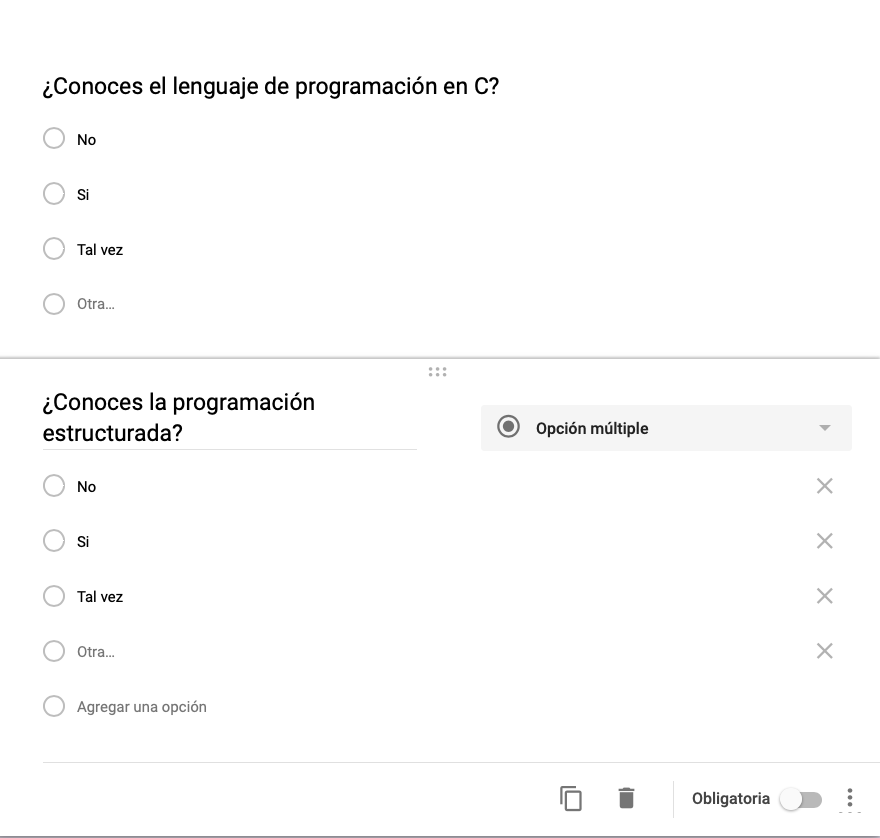 ¿Conoces el lenguaje de programación en C?
No
Si
Tal vez
Otra...
¿Conoces la programación
estructurada?
Opción múltiple
No
Si
Tal vez
Otra...
Agregar una opción
Obligatoria